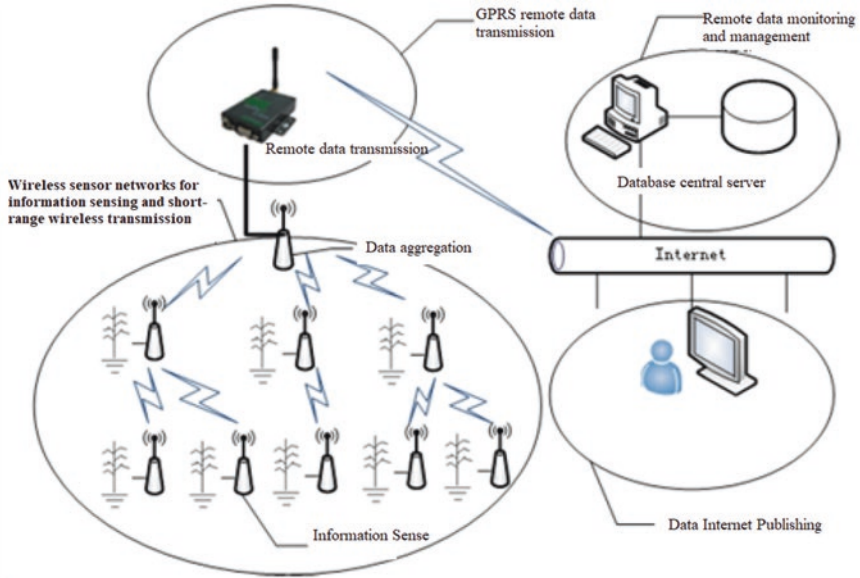 GPRS remote data
transmission
Remote data monitoring
and management
Remote data transmission
Database central server
Wireless sensor networks for
information sensing and short-
range wireless transmission
Data aggregation
Internet
Information Sense
Data Internet Publishing